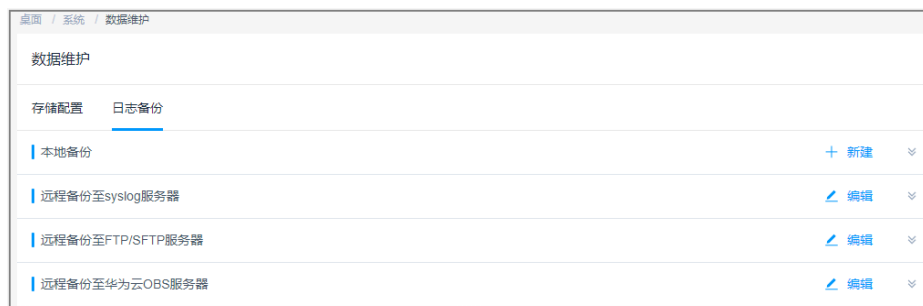 桌面 / 系统 / 数据维护
数据维护
存储配置 日志备份
本地备份 新建
远程备份至syslog服务器 编辑
远程备份至FTP/SFTP服务器 编辑
远程备份至华为云OBS服务器 编辑